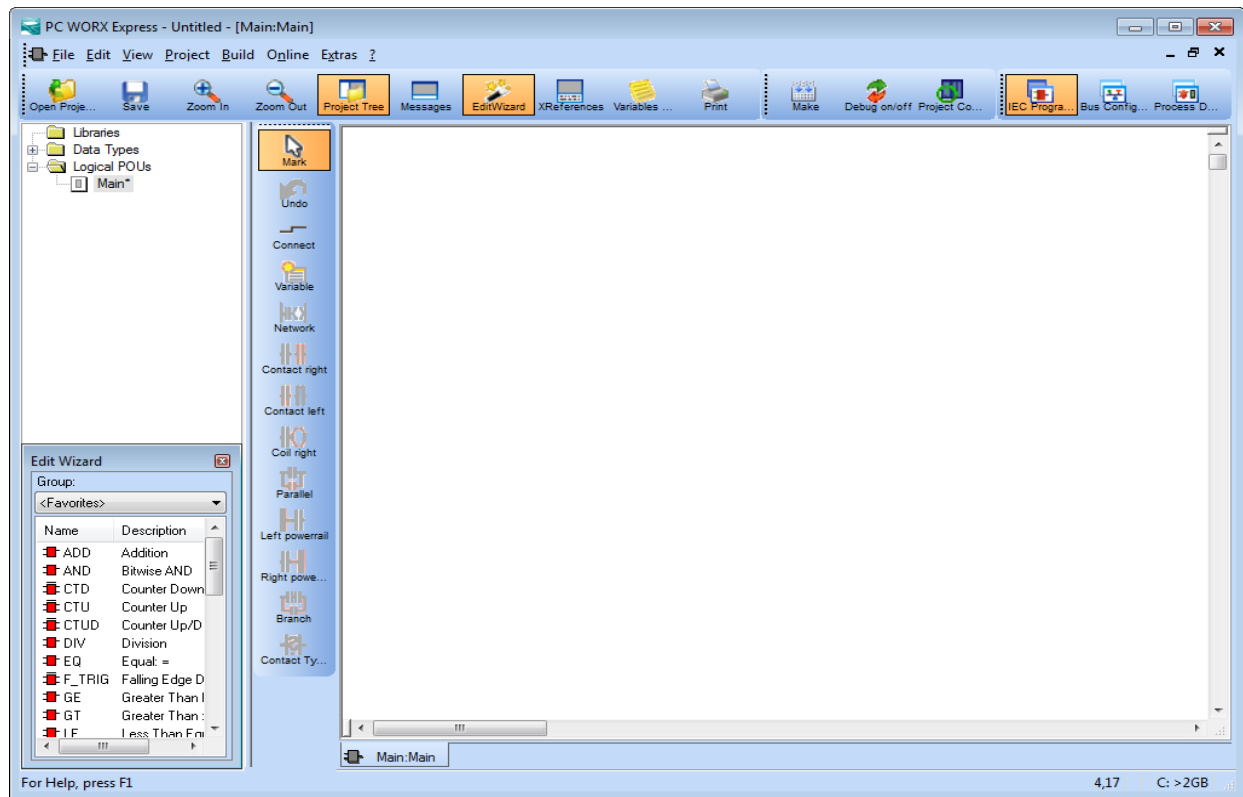 PC WORX Express - Untitled - [Main:Main]
File Edit View Project Build Online Extras ?
Open Proje... Save Zoom In Zoom Out Project Tree Messages EditWizard XReferences Variables ... Print Make Debug on/off Project Co... IEC Progra... Bus Config... Process D...
Libraries
Data Types
Logical POUs
Main*
Mark
Undo
Connect
Variable
Network
Contact right
Contact left
Coil right
Parallel
Left powerrail
Right powe...
Branch
Contact Ty...
Edit Wizard
Group:
<Favorites>
Name Description
ADD Addition
AND Bitwise AND
CTD Counter Down
CTU Counter Up
CTUD Counter Up/D
DIV Division
EQ Equal: =
F_TRIG Falling Edge D
GE Greater Than
GT Greater Than :
LE Less Than Equ
Main:Main
For Help, press F1 4,17 C: >2GB